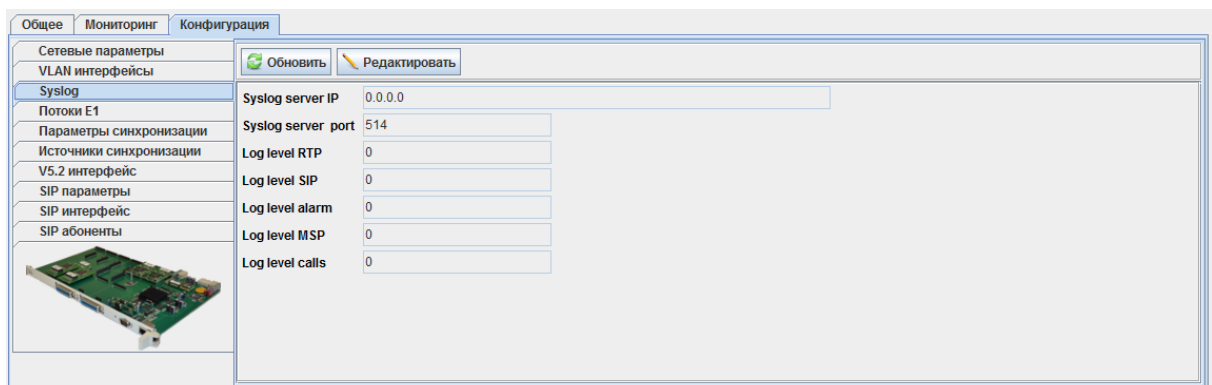 Общее Мониторинг Конфигурация
Сетевые параметры
VLAN интерфейсы
Syslog
Потоки E1
Параметры синхронизации
Источники синхронизации
V5.2 интерфейс
SIP параметры
SIP интерфейс
SIP абоненты
Обновить Редактировать
Syslog server IP 0.0.0.0
Syslog server port 514
Log level RTP 0
Log level SIP 0
Log level alarm 0
Log level MSP 0
Log level calls 0